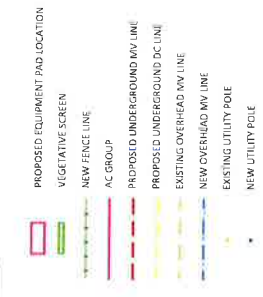 PROPOSED EQUIPMENT PAD LOCATION
VEGETATIVE SCREEN
NEW FENCE LINE
AC GROUP
PROPOSED UNDERGROUND MV LINE
PROPOSED UNDERGROUND DC LINE
EXISTING OVERHEAD MV LINE
NEW OVERHEAD MV LINE
EXISTING UTILITY POLE
NEW UTILITY POLE